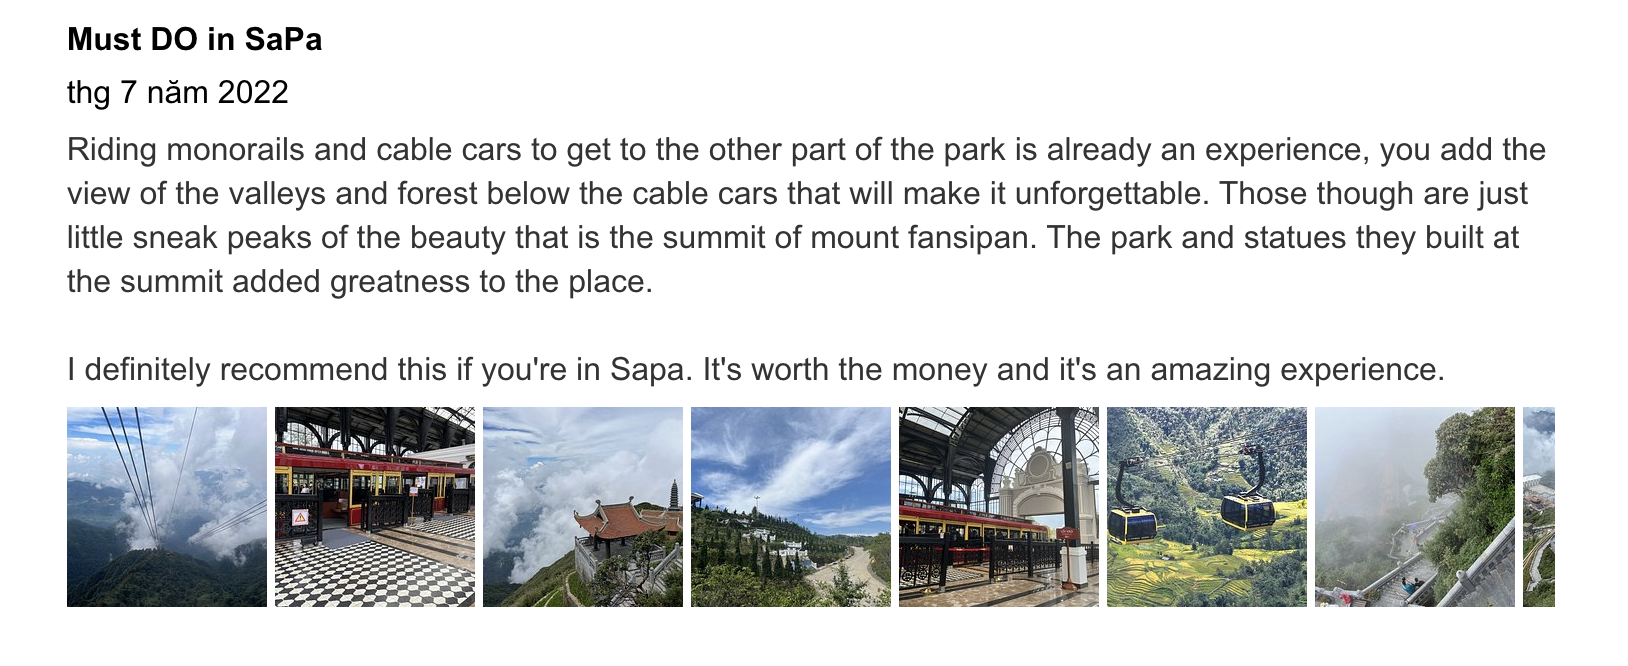 Must DO in SaPa
thg 7 năm 2022
Riding monorails and cable cars to get to the other part of the park is already an experience, you add the
view of the valleys and forest below the cable cars that will make it unforgettable. Those though are just
little sneak peaks of the beauty that is the summit of mount fansipan. The park and statues they built at
the summit added greatness to the place.
I definitely recommend this if you're in Sapa. It's worth the money and it's an amazing experience.